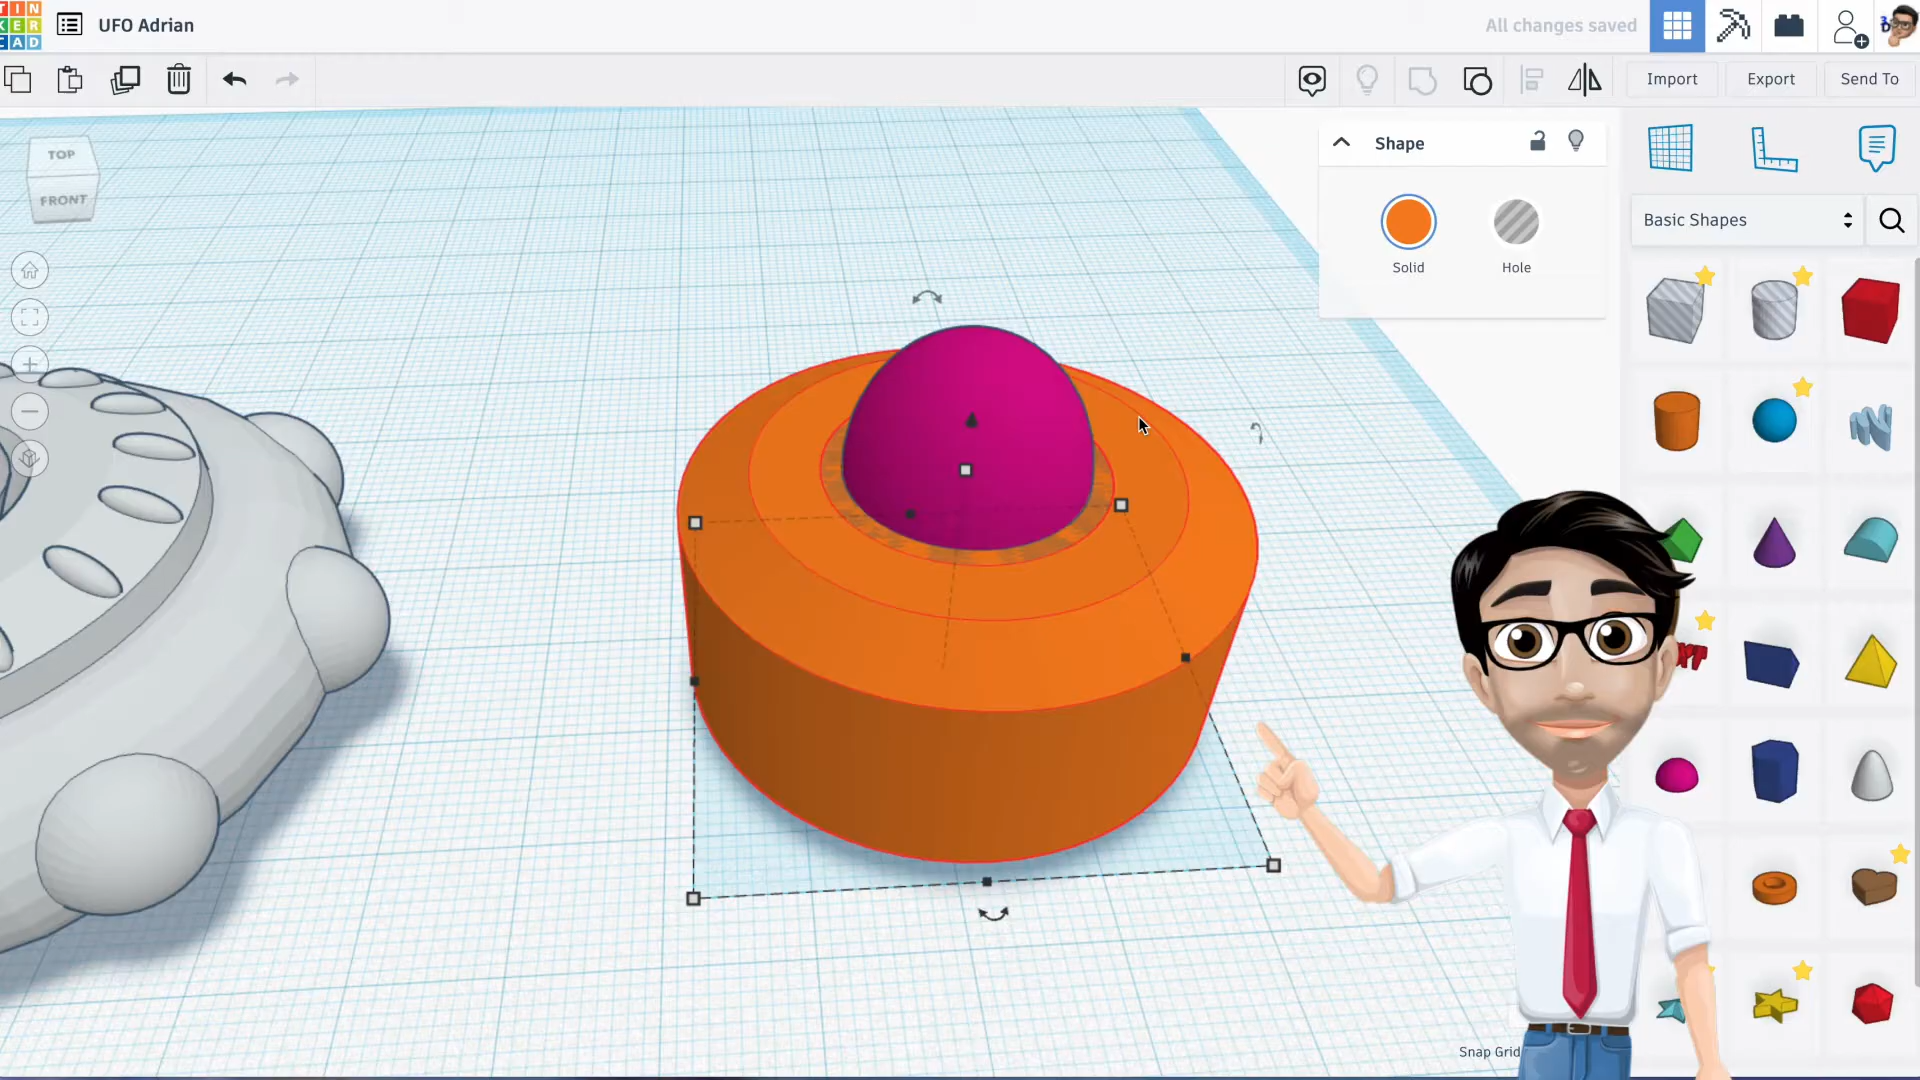 TIN
KER
CAD
UFO Adrian
All changes saved
Import
Export
Send To
TOP
FRONT
Shape
Solid
Hole
Basic Shapes
Snap Grid